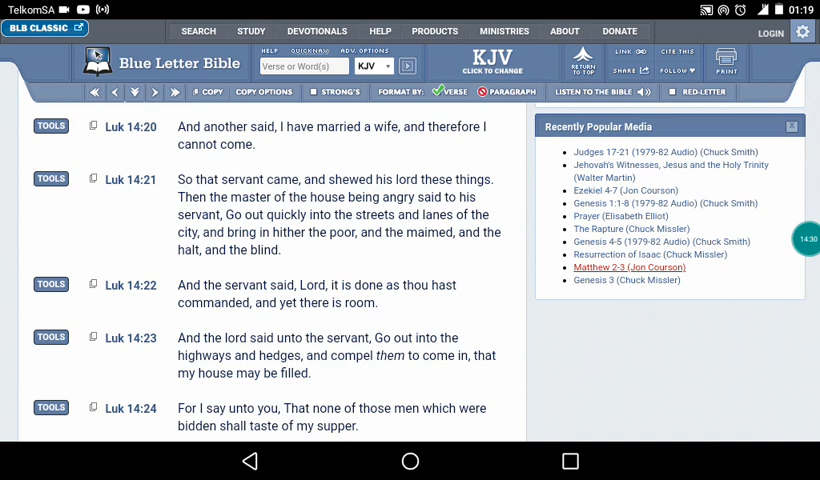 TelkomSA
01:19
BLB CLASSIC
SEARCH STUDY DEVOTIONALS HELP PRODUCTS MINISTRIES ABOUT DONATE
LOGIN
Blue Letter Bible
HELP QUICKNAV ADV. OPTIONS
Verse or Word(s)
KJV
KJV
CLICK TO CHANGE
RETURN
TO TOP
LINK CITE THIS
SHARE FOLLOW
PRINT
COPY COPY OPTIONS STRONG'S FORMAT BY: VERSE PARAGRAPH LISTEN TO THE BIBLE RED-LETTER
TOOLS Luk 14:20 And another said, I have married a wife, and therefore I
cannot come.
TOOLS Luk 14:21 So that servant came, and shewed his lord these things.
Then the master of the house being angry said to his
servant, Go out quickly into the streets and lanes of the
city, and bring in hither the poor, and the maimed, and the
halt, and the blind.
TOOLS Luk 14:22 And the servant said, Lord, it is done as thou hast
commanded, and yet there is room.
TOOLS Luk 14:23 And the lord said unto the servant, Go out into the
highways and hedges, and compel them to come in, that
my house may be filled.
TOOLS Luk 14:24 For I say unto you, That none of those men which were
bidden shall taste of my supper.
Recently Popular Media
X
Judges 17-21 (1979-82 Audio) (Chuck Smith)
Jehovah's Witnesses, Jesus and the Holy Trinity
(Walter Martin)
Ezekiel 4-7 (Jon Courson)
Genesis 1:1-8 (1979-82 Audio) (Chuck Smith)
Prayer (Elisabeth Elliot)
The Rapture (Chuck Missler)
Genesis 4-5 (1979-82 Audio) (Chuck Smith)
Resurrection of Isaac (Chuck Missler)
Matthew 2-3 (Jon Courson)
Genesis 3 (Chuck Missler)
14:30